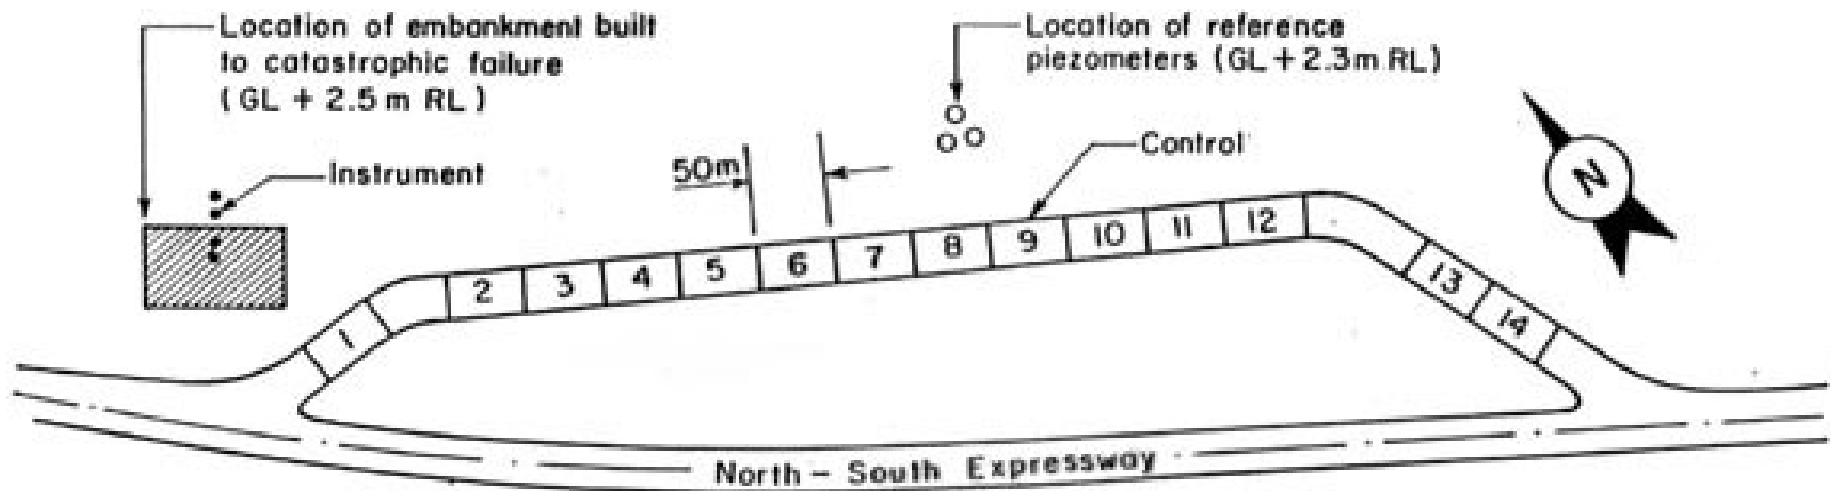 Location of embankment built
to catastrophic failure
(GL + 2.5 m RL)
Location of reference
piezometers (GL + 2.3m RL)
Instrument
50m
Control
N
1
2
3
4
5
6
7
8
9
10
11
12
13
14
North - South Expressway